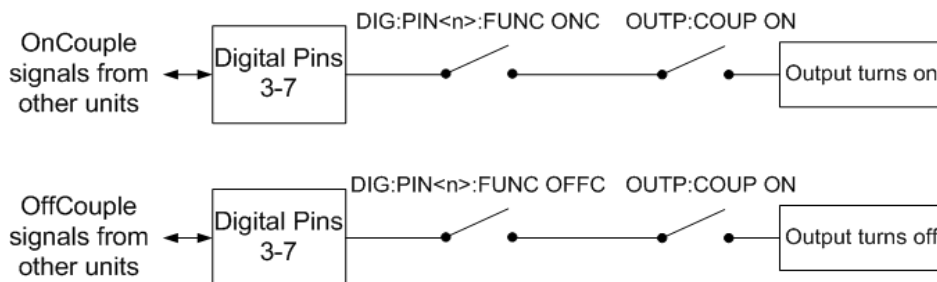 DIG:PIN<n>:FUNC ONC OUTP:COUP ON
OnCouple
signals from
other units
Digital Pins
3-7
Output turns on
DIG:PIN<n>:FUNC OFFC OUTP:COUP ON
OffCouple
signals from
other units
Digital Pins
3-7
Output turns off